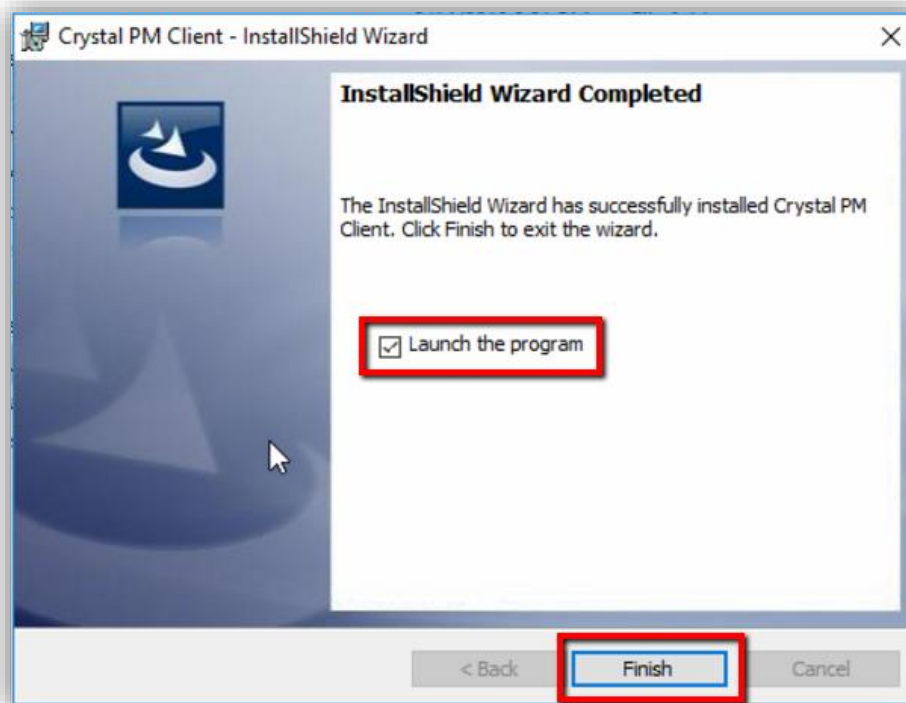 Crystal PM Client - InstallShield Wizard
InstallShield Wizard Completed
The InstallShield Wizard has successfully installed Crystal PM
Client. Click Finish to exit the wizard.
Launch the program
< Back
Finish
Cancel